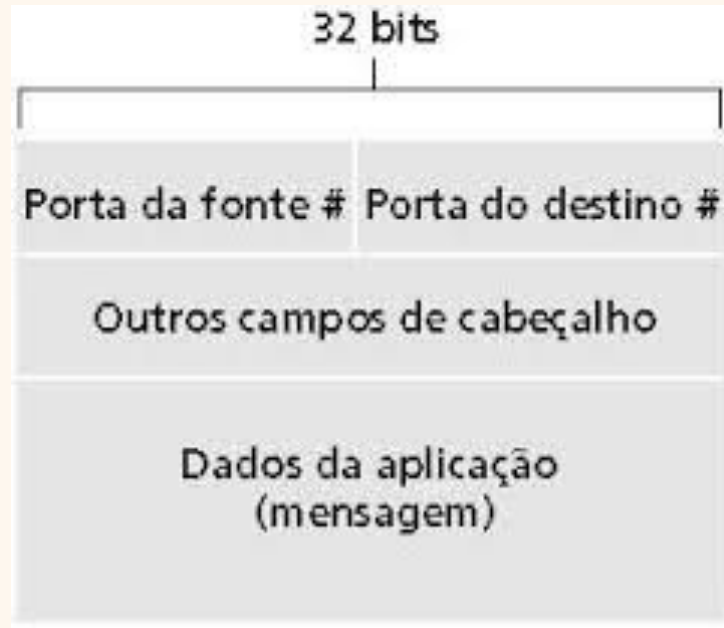 32 bits
Porta da fonte # Porta do destino #
Outros campos de cabeçalho
Dados da aplicação
(mensagem)